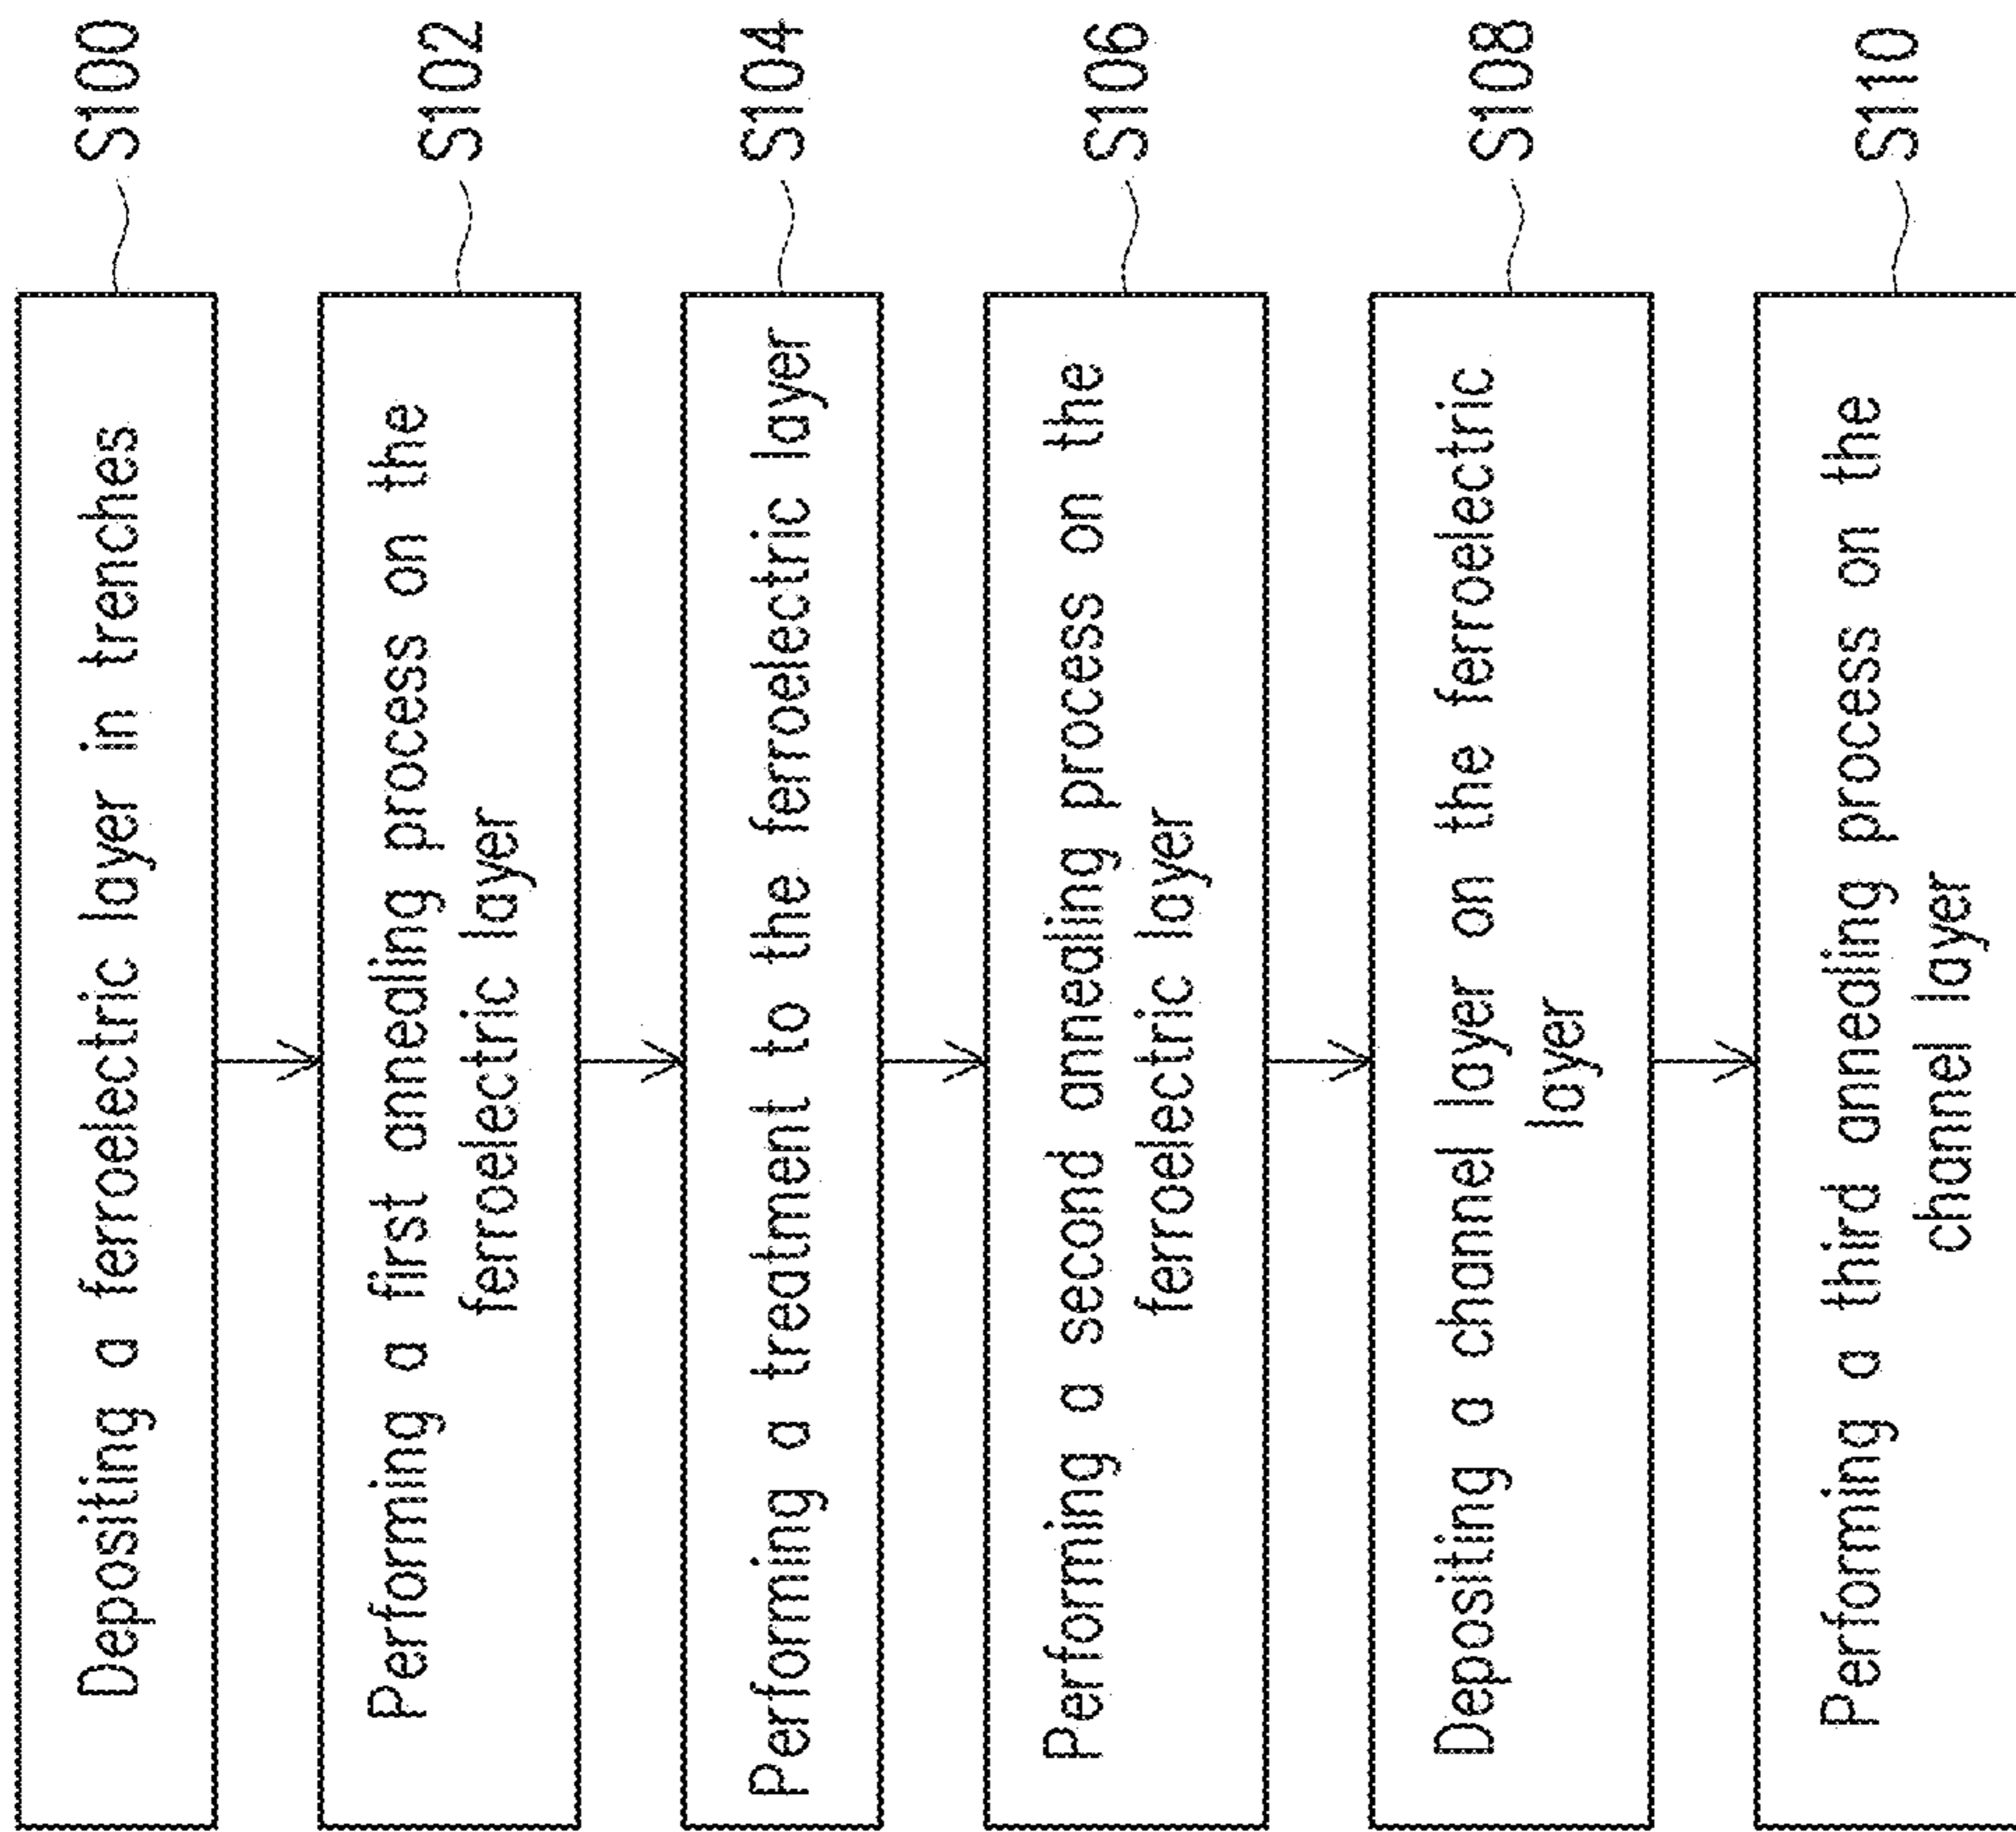 Depositing a ferroelectric layer in trenches
S100
Performing a first annealing process on the
ferroelectric layer
S102
Performing a treatment to the ferroelectric layer
S104
Performing a second annealing process on the
ferroelectric layer
S106
Depositing a channel layer on the ferroelectric
layer
S108
Performing a third annealing process on the
channel layer
S110